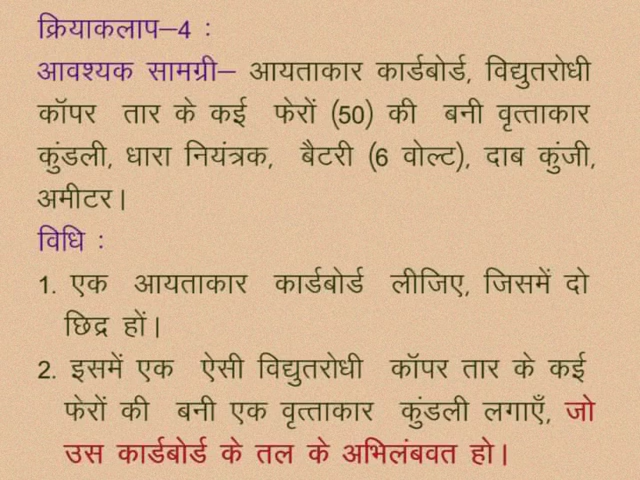 क्रियाकलाप–4 :
आवश्यक सामग्री– आयताकार कार्डबोर्ड, विद्युतरोधी
कॉपर तार के कई फेरों (50) की बनी वृत्ताकार
कुंडली, धारा नियंत्रक, बैटरी (6 वोल्ट), दाब कुंजी,
अमीटर।
विधि :
1. एक आयताकार कार्डबोर्ड लीजिए, जिसमें दो
छिद्र हों।
2. इसमें एक ऐसी विद्युतरोधी कॉपर तार के कई
फेरों की बनी एक वृत्ताकार कुंडली लगाएँ, जो
उस कार्डबोर्ड के तल के अभिलंबवत हो।